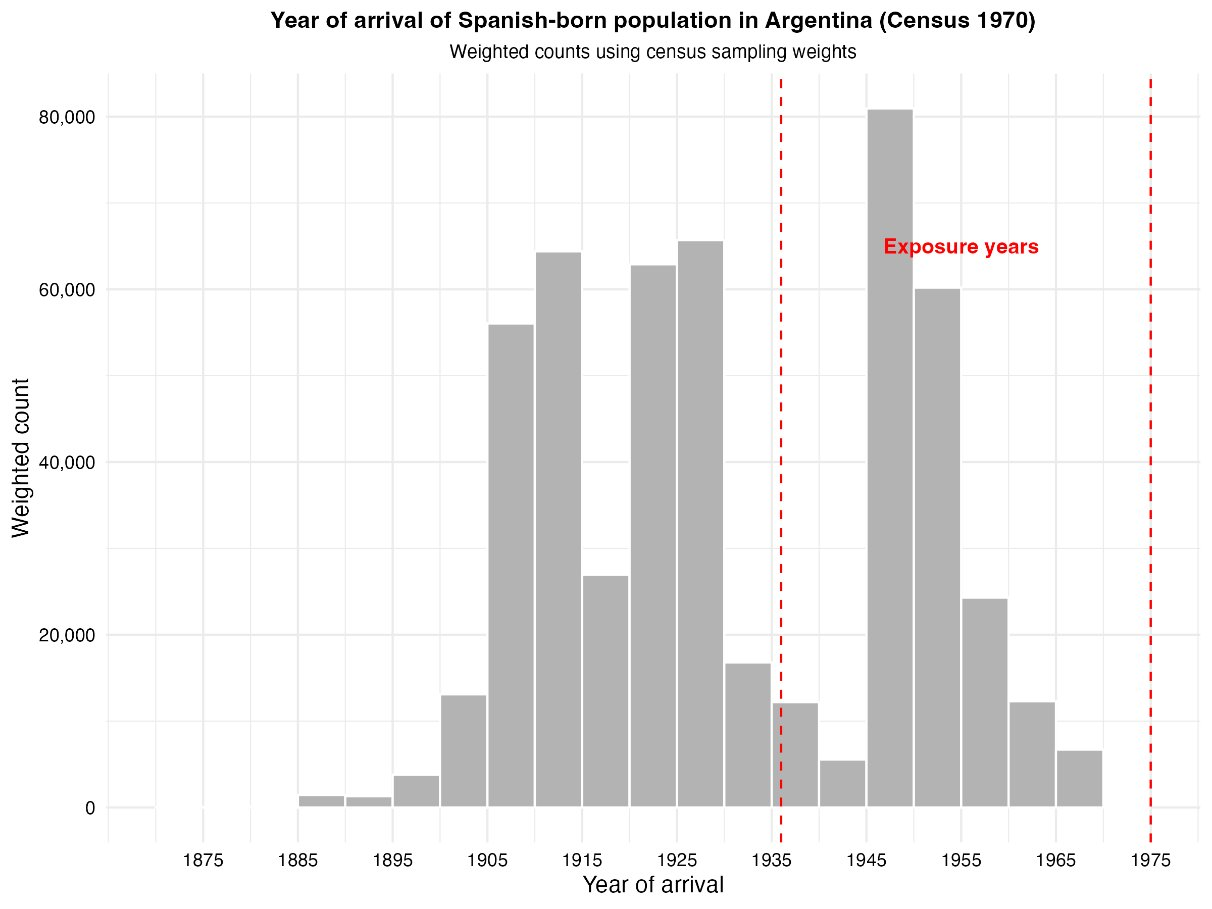 Year of arrival of Spanish-born population in Argentina (Census 1970)
Weighted counts using census sampling weights
Weighted count
80,000
60,000
40,000
20,000
0
Exposure years
1875 1885 1895 1905 1915 1925 1935 1945 1955 1965 1975
Year of arrival